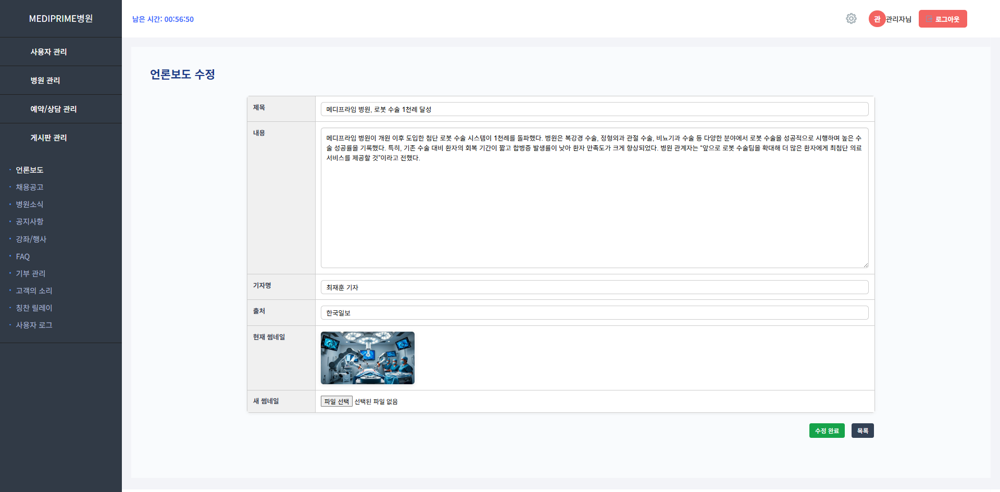 MEDIPRIME병원
남은 시간: 00:56:50
관
관리자님
로그아웃
사용자 관리
병원 관리
예약/상담 관리
게시판 관리
언론보도
채용공고
병원소식
공지사항
강좌/행사
FAQ
기부 관리
고객의 소리
칭찬 릴레이
사용자 로그
언론보도 수정
제목
메디프라임 병원, 로봇 수술 1천례 달성
내용
메디프라임 병원이 개원 이후 도입한 첨단 로봇 수술 시스템이 1천례를 돌파했다. 병원은 복강경 수술, 정형외과 관절 수술, 비뇨기과 수술 등 다양한 분야에서 로봇 수술을 성공적으로 시행하며 높은 수
술 성공률을 기록했다. 특히, 기존 수술 대비 환자의 회복 기간이 짧고 합병증 발생률이 낮아 환자 만족도가 크게 향상되었다. 병원 관계자는 “앞으로 로봇 수술팀을 확대해 더 많은 환자에게 최첨단 의료
서비스를 제공할 것”이라고 전했다.
기자명
최재훈 기자
출처
한국일보
현재 썸네일
새 썸네일
파일 선택 선택된 파일 없음
수정 완료
목록